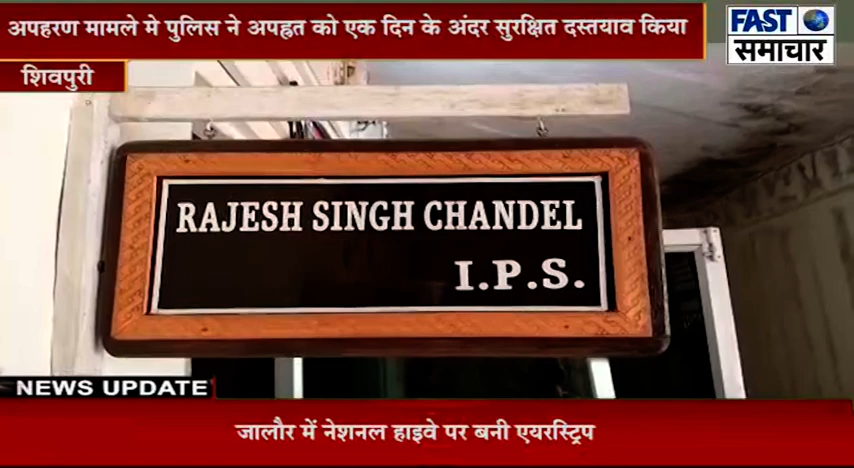 अपहरण मामले मे पुलिस ने अपह्रत को एक दिन के अंदर सुरक्षित दस्तयाव किया
FAST
समाचार
शिवपुरी
RAJESH SINGH CHANDEL
I.P.S.
NEWS UPDATE
जालौर में नेशनल हाइवे पर बनी एयरस्ट्रिप